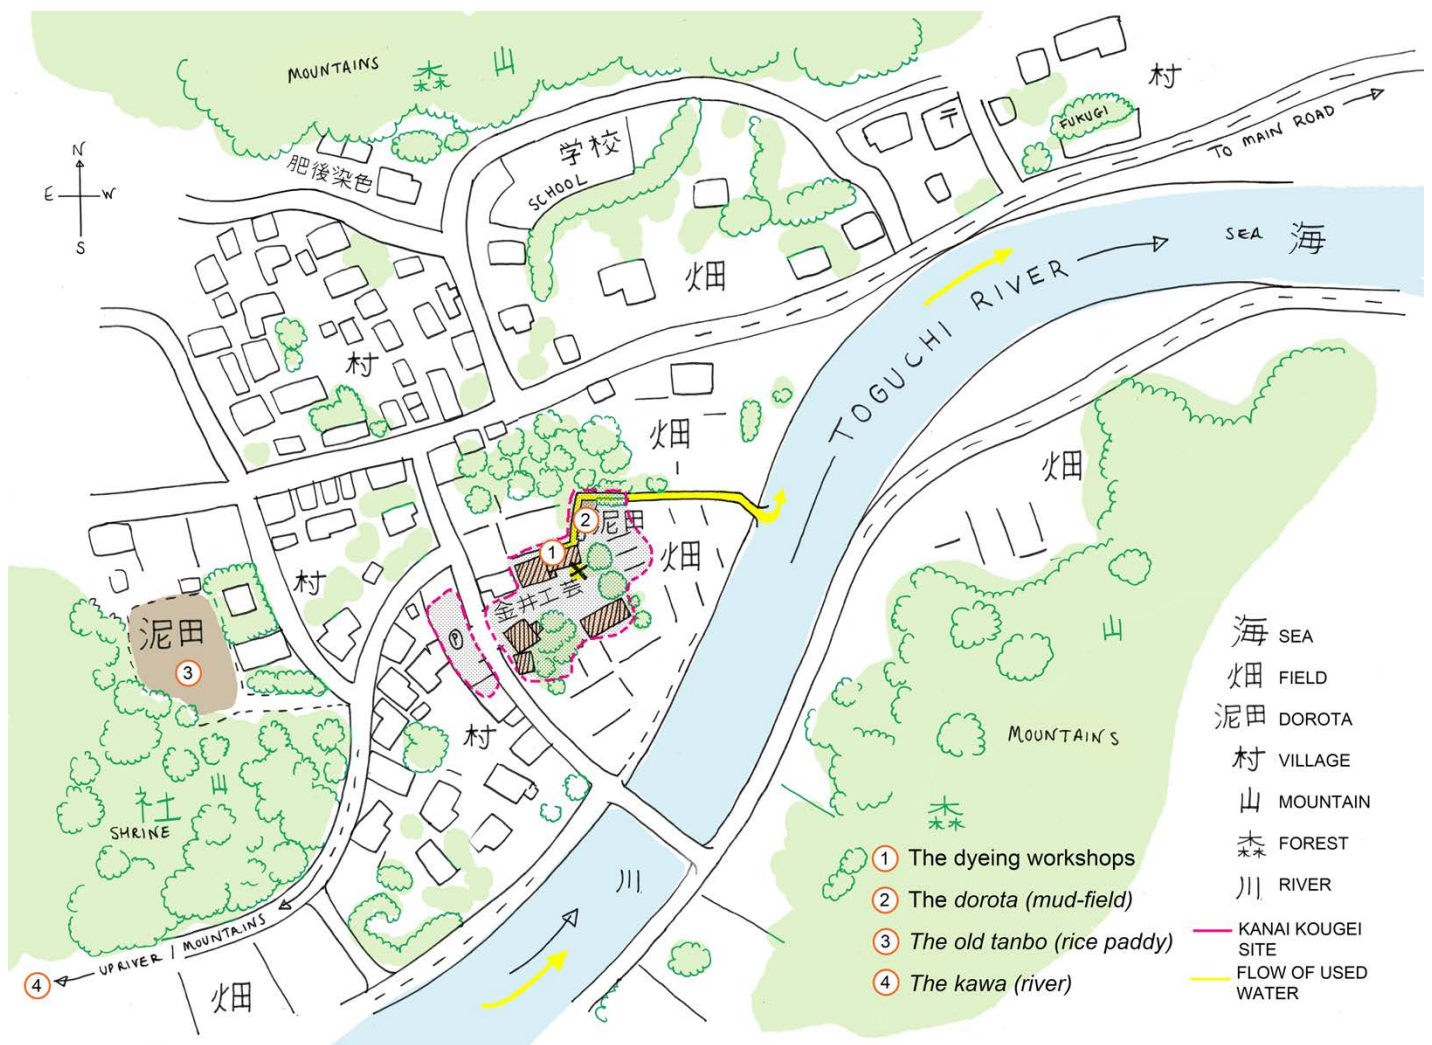 MOUNTAINS
森
山
村
FUKUGI
TO MAIN ROAD
肥後染色
学校
SCHOOL
〒
N
E
W
S
畑
SEA 海
TOGUCHI RIVER
村
畑
畑
2
泥田
1
畑
金井工芸
P
村
泥田
3
村
山
社
SHRINE
山
MOUNTAINS
森
川
UPRIVER / MOUNTAINS
4
畑
海 SEA
畑 FIELD
泥田 DOROTA
村 VILLAGE
山 MOUNTAIN
森 FOREST
川 RIVER
1 The dyeing workshops
2 The dorota (mud-field)
3 The old tanbo (rice paddy)
4 The kawa (river)
KANAI KOUGEI
SITE
FLOW OF USED
WATER